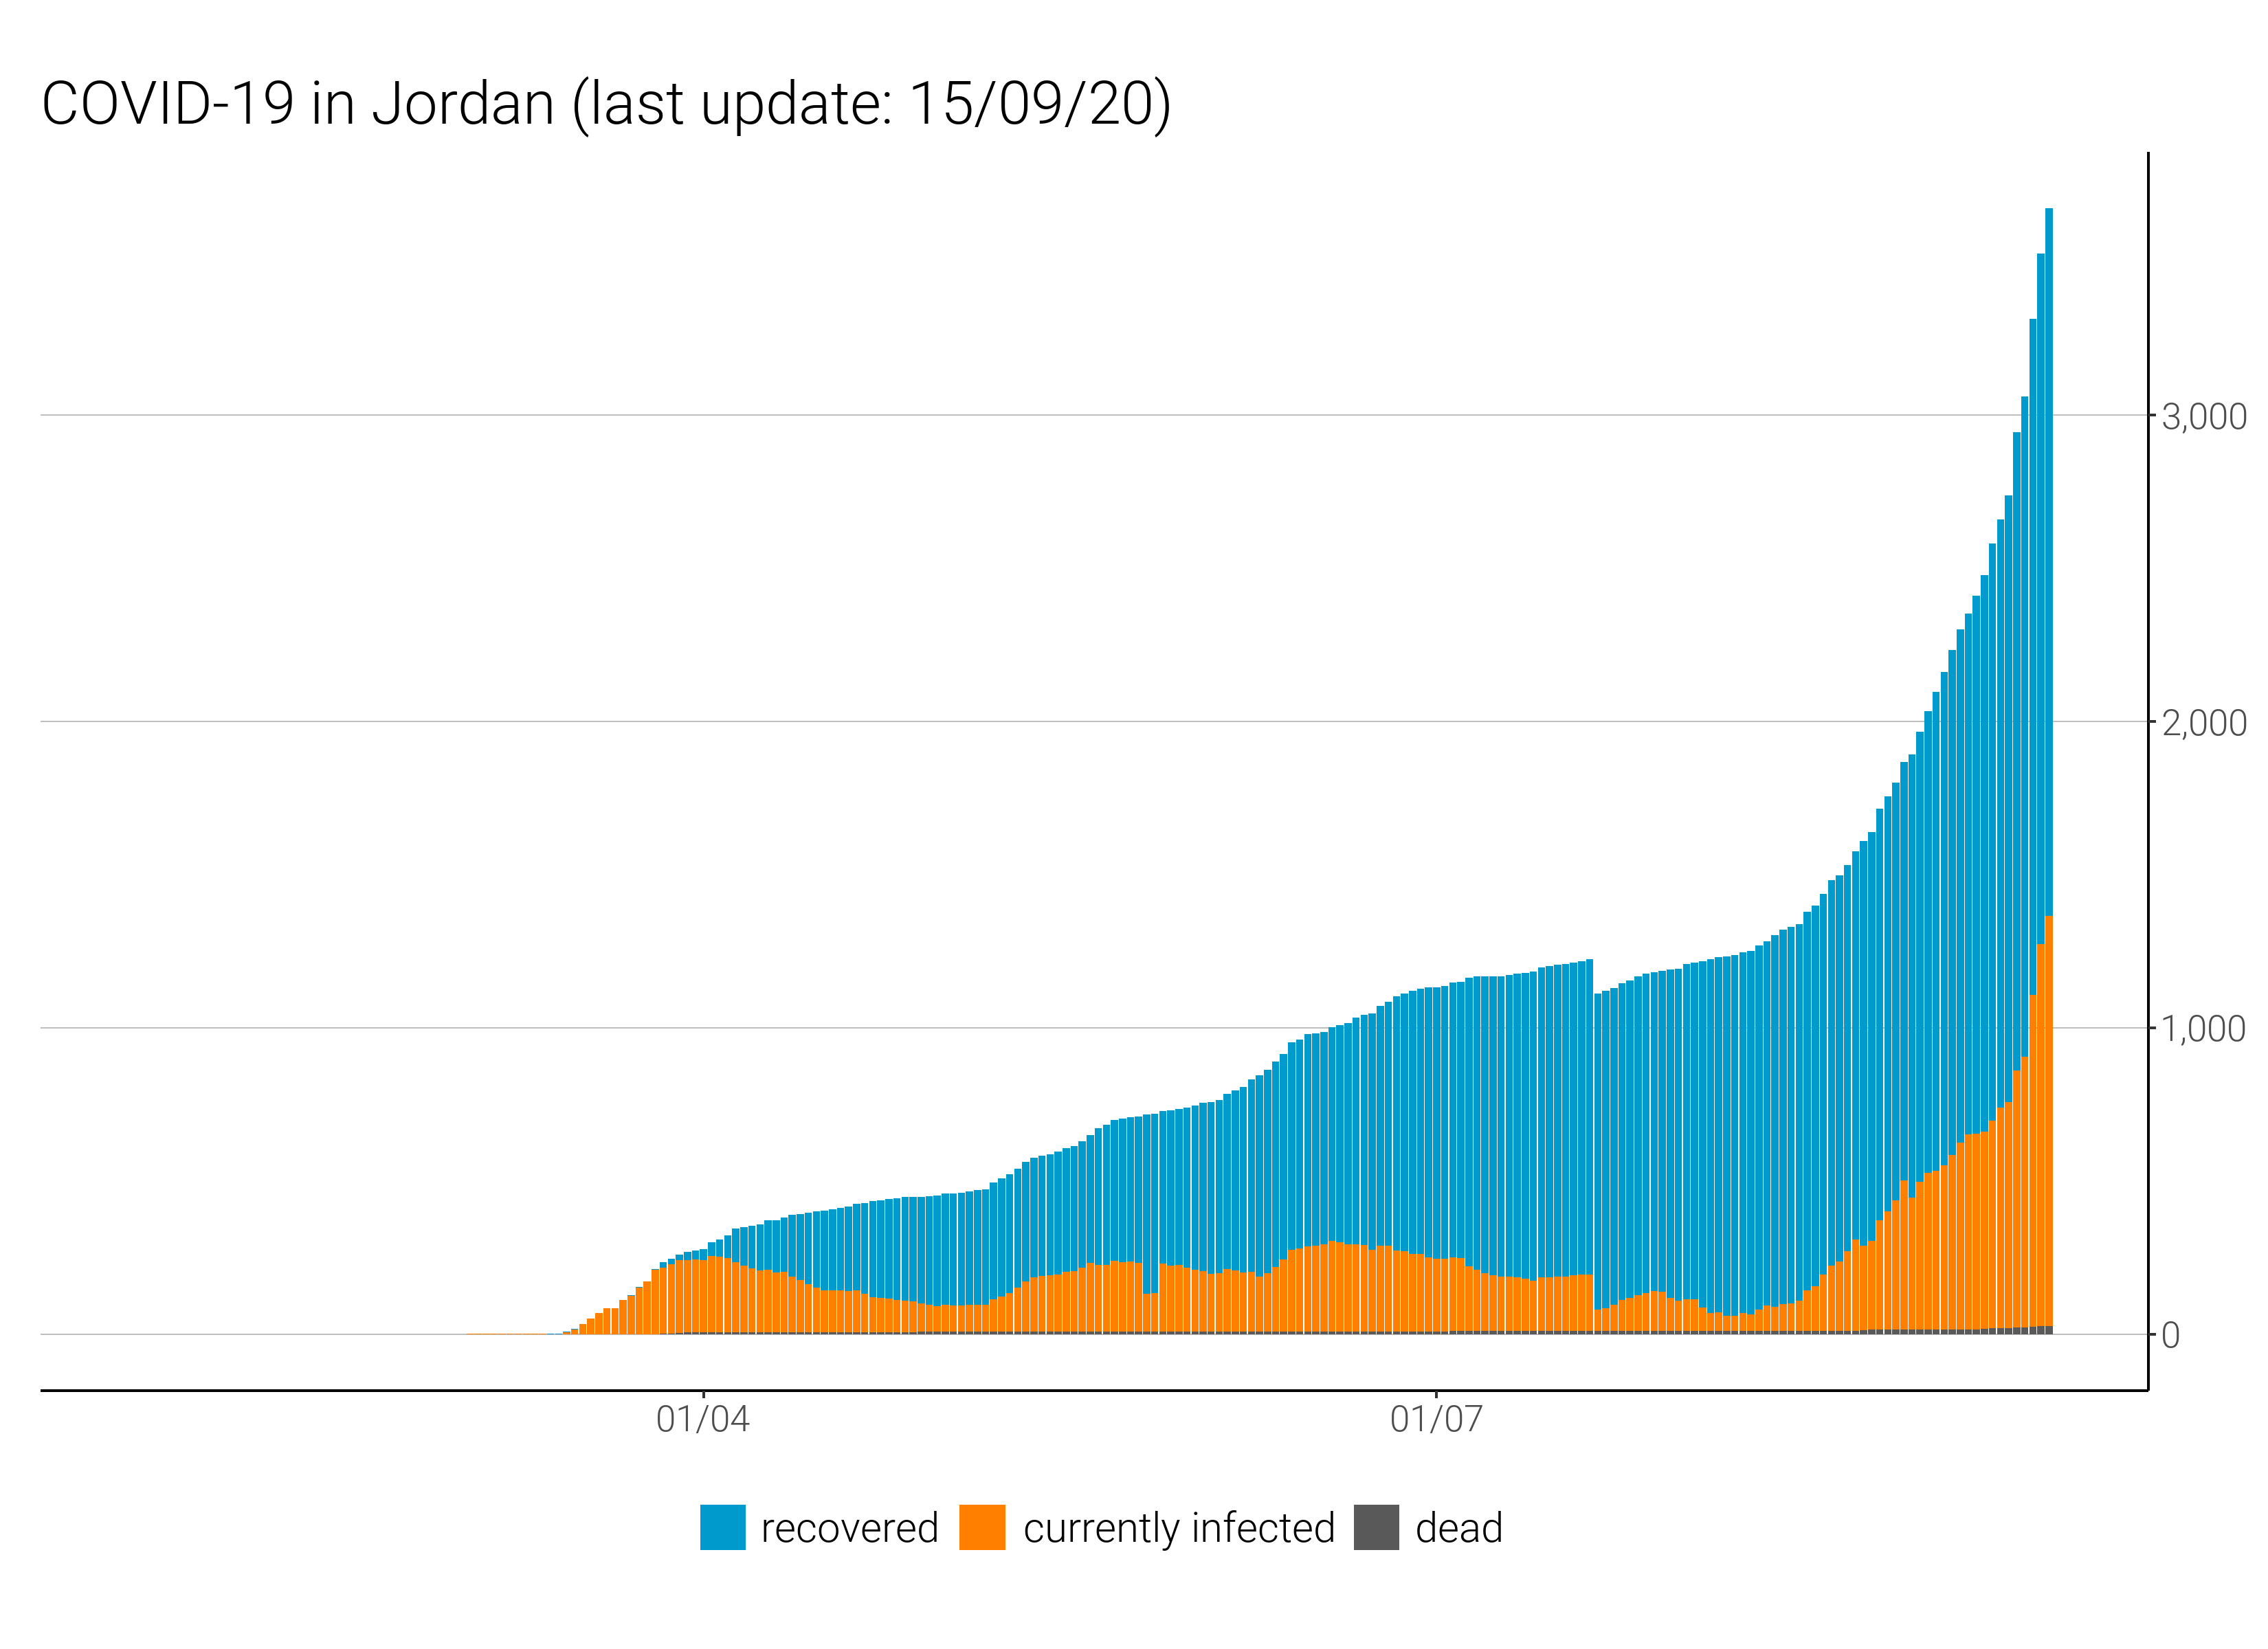 COVID-19 in Jordan (last update: 15/09/20)
3,000
2,000
1,000
0
01/04 01/07
recovered currently infected dead